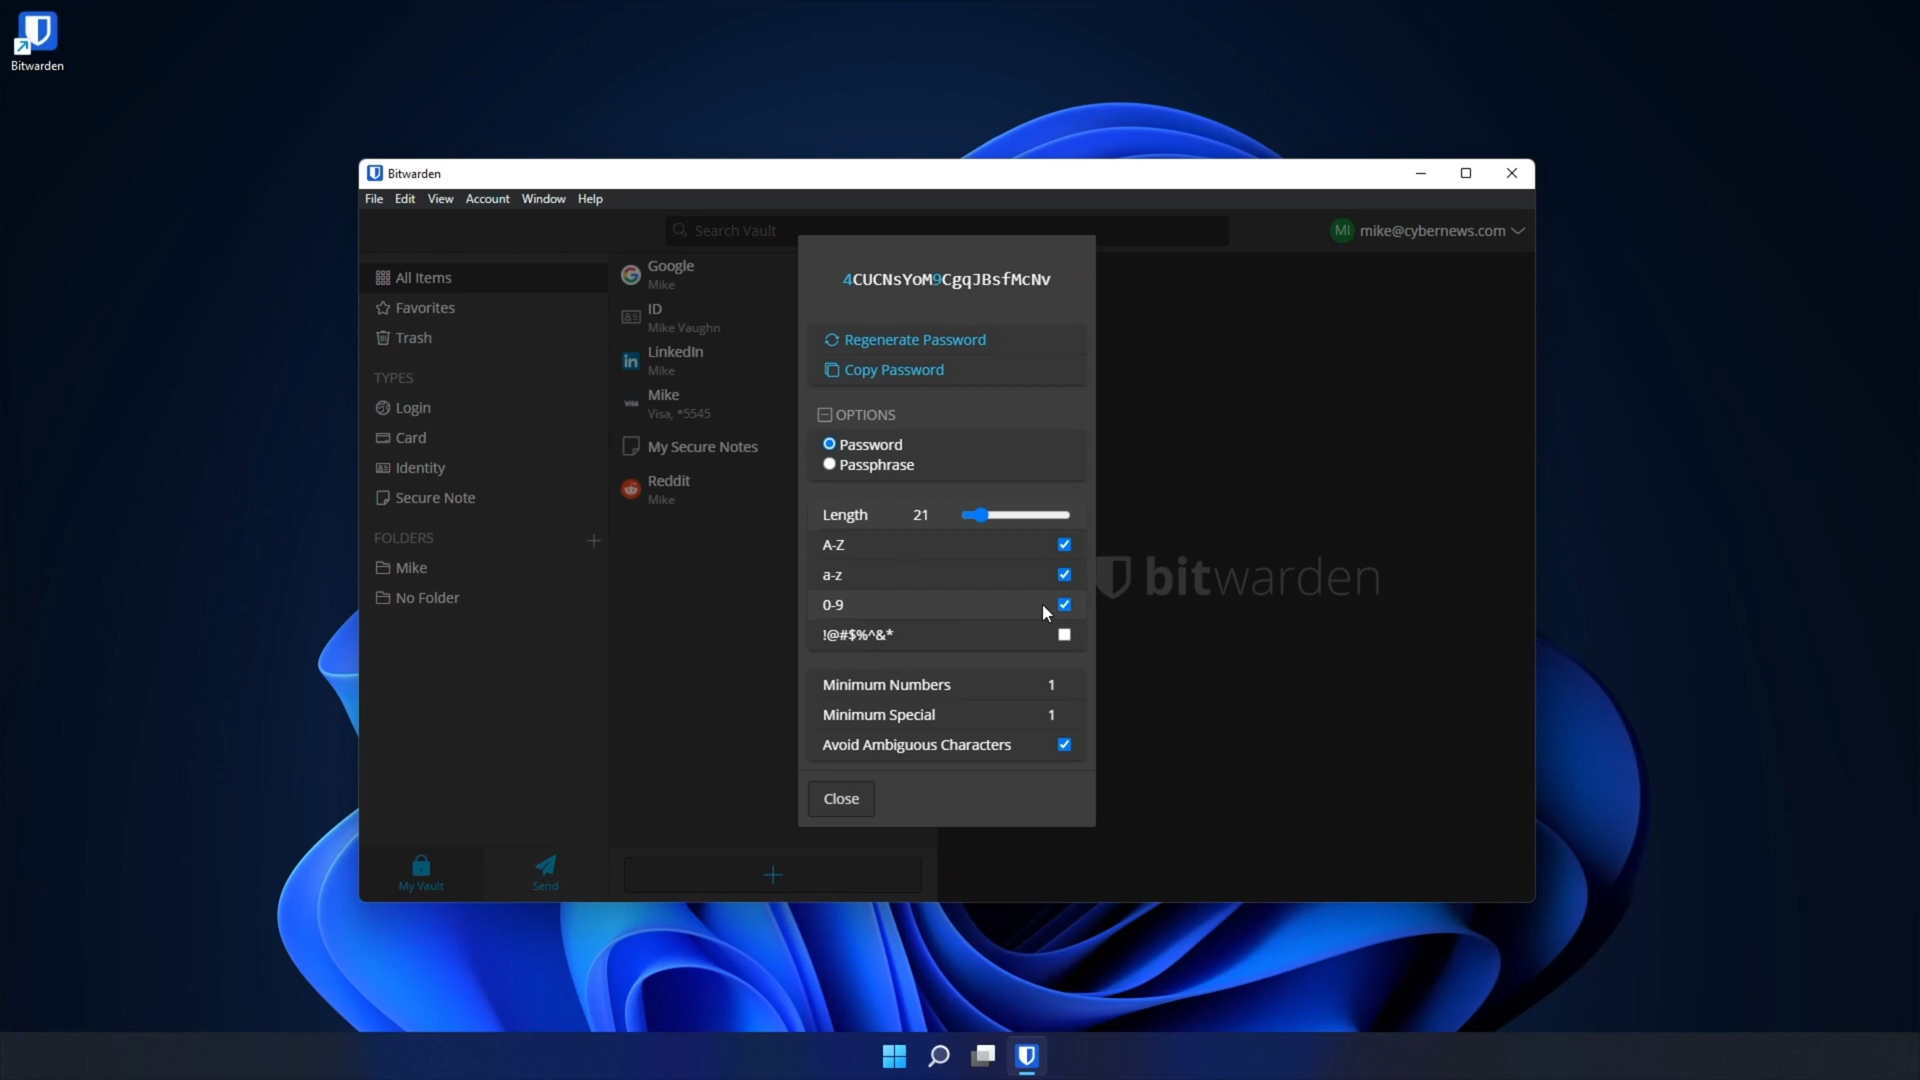 Bitwarden
Bitwarden
File Edit View Account Window Help
Search Vault
MI mike@cybernews.com
All Items
Favorites
Trash
TYPES
Login
Card
Identity
Secure Note
FOLDERS
Mike
No Folder
My Vault
Send
Google
Mike
ID
Mike Vaughn
LinkedIn
Mike
VISA
Mike
Visa, *5545
My Secure Notes
Reddit
Mike
4CUCNsYoM9CgqJBsfMcNv
Regenerate Password
Copy Password
OPTIONS
Password
Passphrase
Length 21
A-Z
a-z
0-9
!@#$%^&*
Minimum Numbers 1
Minimum Special 1
Avoid Ambiguous Characters
Close
bitwarden